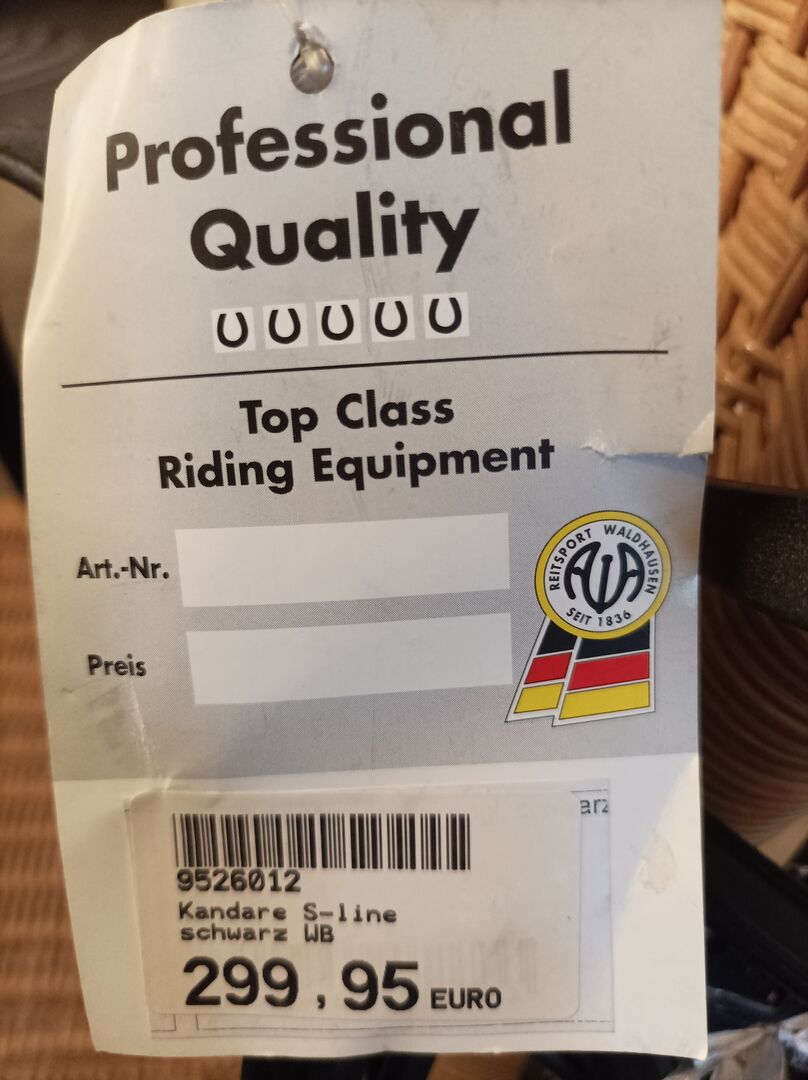 Professional
Quality
Top Class
Riding Equipment
Art.-Nr.
REITSPORT WALDHAUSEN
SEIT 1836
Preis
arz
9526012
Kandare S-line
schwarz WB
299,95 EURO